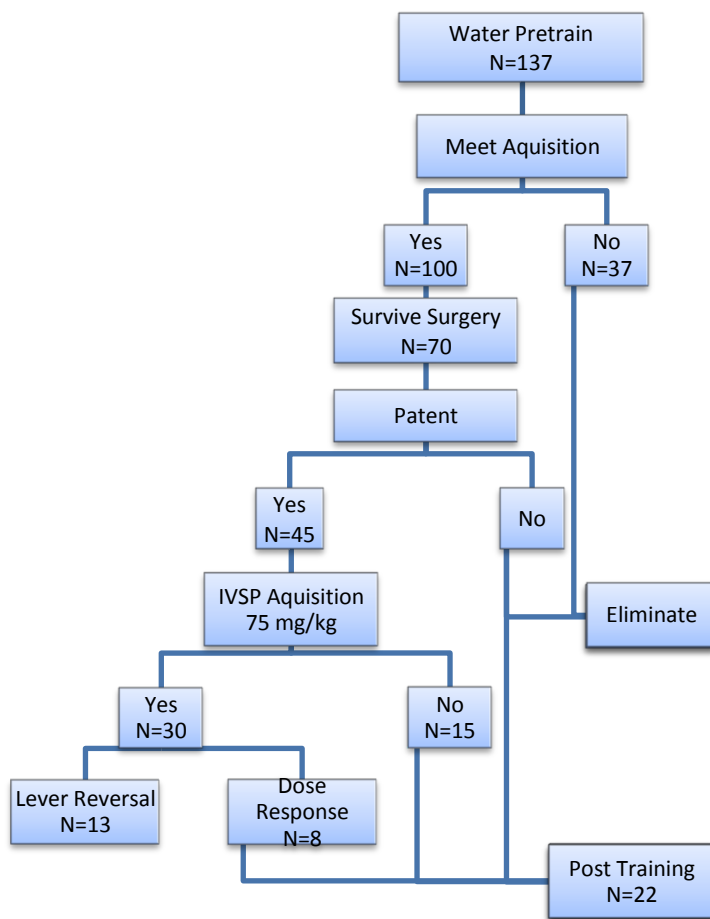 Water Pretrain
N=137
Meet Aquisition
Yes
N=100
No
N=37
Survive Surgery
N=70
Patent
Yes
N=45
No
IVSP Aquisition
75 mg/kg
Eliminate
Yes
N=30
No
N=15
Lever Reversal
N=13
Dose
Response
N=8
Post Training
N=22